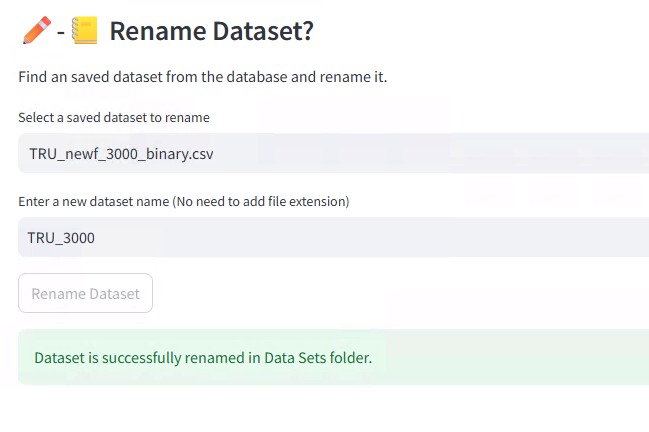 - Rename Dataset?
Find an saved dataset from the database and rename it.
Select a saved dataset to rename
TRU_newf_3000_binary.csv
Enter a new dataset name (No need to add file extension)
TRU_3000
Rename Dataset
Dataset is successfully renamed in Data Sets folder.